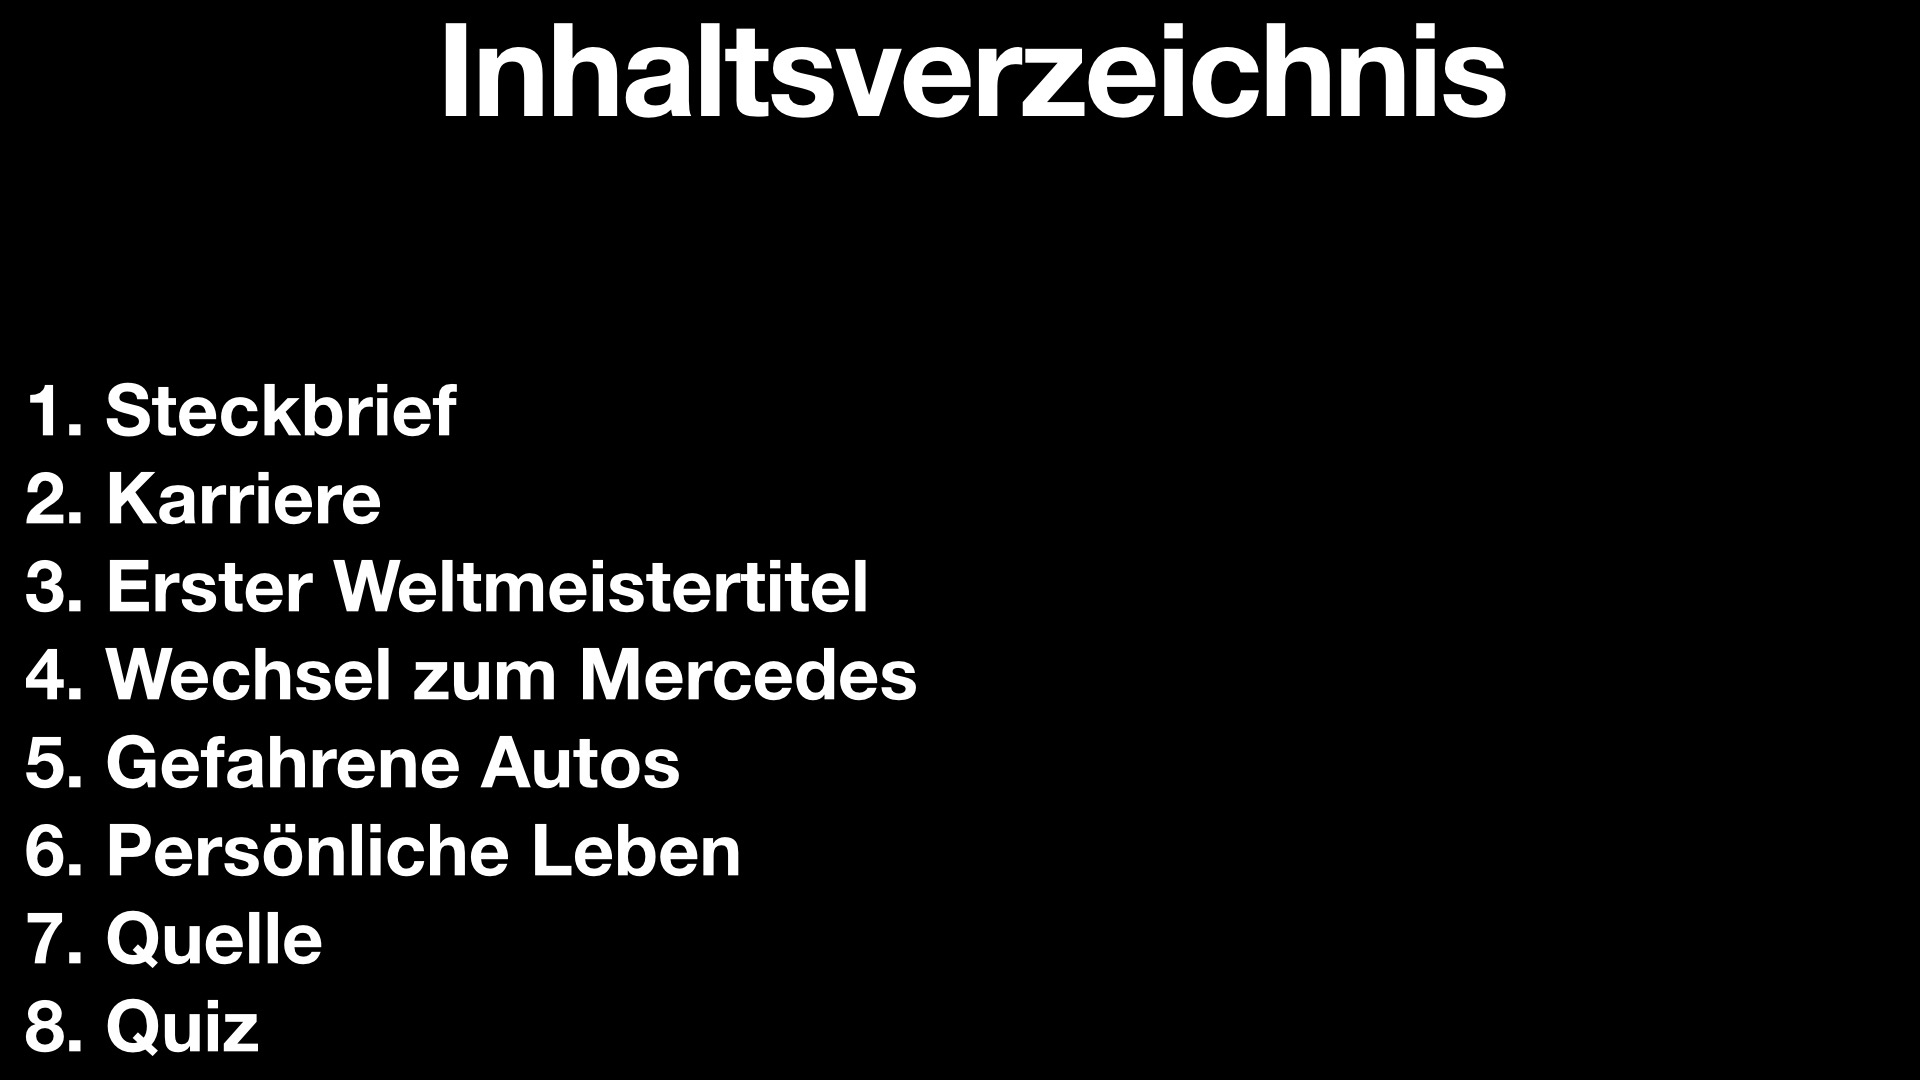 Inhaltsverzeichnis
1. Steckbrief
2. Karriere
3. Erster Weltmeistertitel
4. Wechsel zum Mercedes
5. Gefahrene Autos
6. Persönliche Leben
7. Quelle
8. Quiz